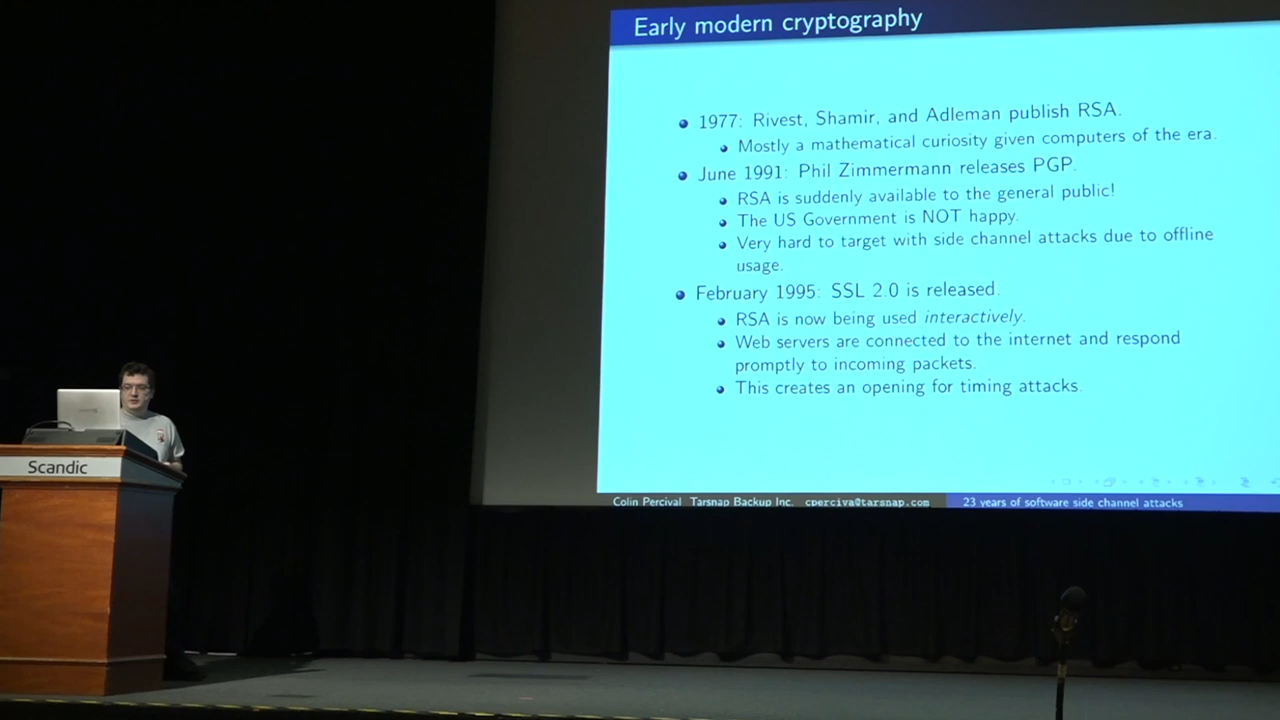 Early modern cryptography
1977: Rivest, Shamir, and Adleman publish RSA.
Mostly a mathematical curiosity given computers of the era.
June 1991: Phil Zimmermann releases PGP.
RSA is suddenly available to the general public!
The US Government is NOT happy.
Very hard to target with side channel attacks due to offline
usage.
February 1995: SSL 2.0 is released.
RSA is now being used interactively.
Web servers are connected to the internet and respond
promptly to incoming packets.
This creates an opening for timing attacks.
Colin Percival Tarsnap Backup Inc. cperciva@tarsnap.com
23 years of software side channel attacks
Scandic